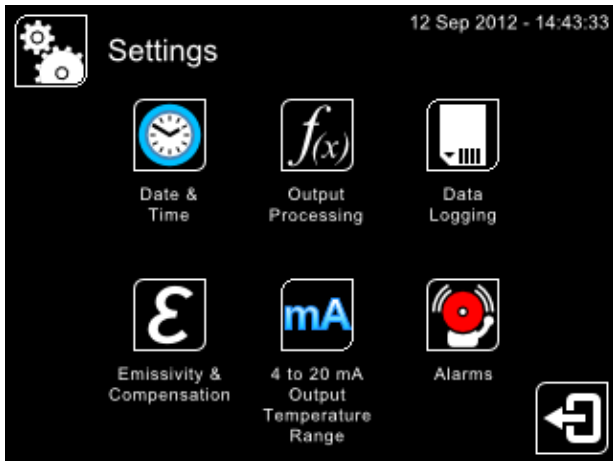 12 Sep 2012 - 14:43:33
Settings
f(x)
Date &
Time
Output
Processing
Data
Logging
ε
mA
Emissivity &
Compensation
4 to 20 mA
Output
Temperature
Range
Alarms